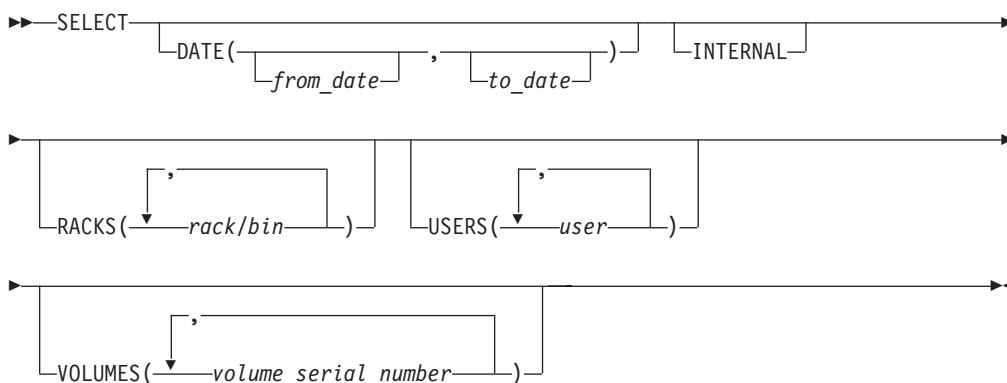 SELECT
DATE( from_date , to_date ) INTERNAL
, ,
RACKS( rack/bin ) USERS( user )
,
VOLUMES( volume serial number )